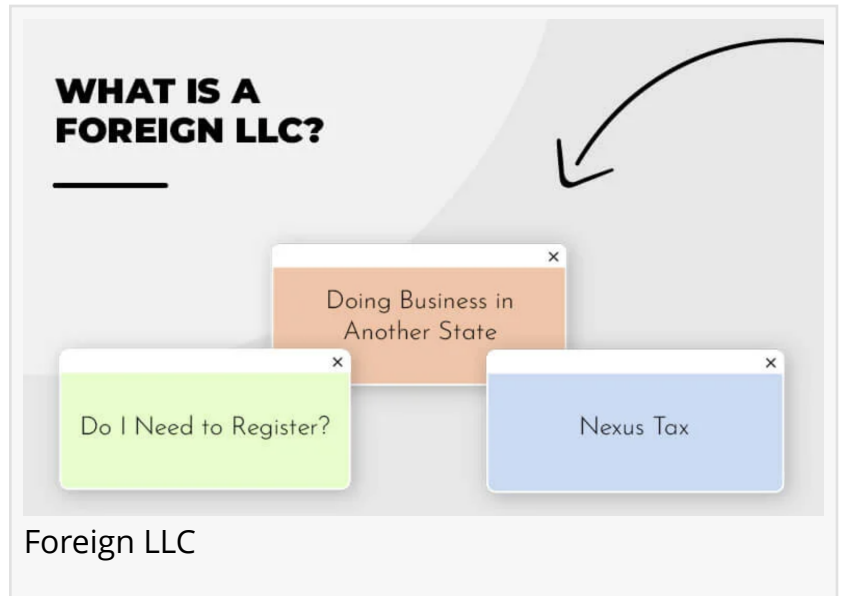 WHAT IS A
FOREIGN LLC?
Doing Business in
Another State
Do I Need to Register?
Nexus Tax
Foreign LLC